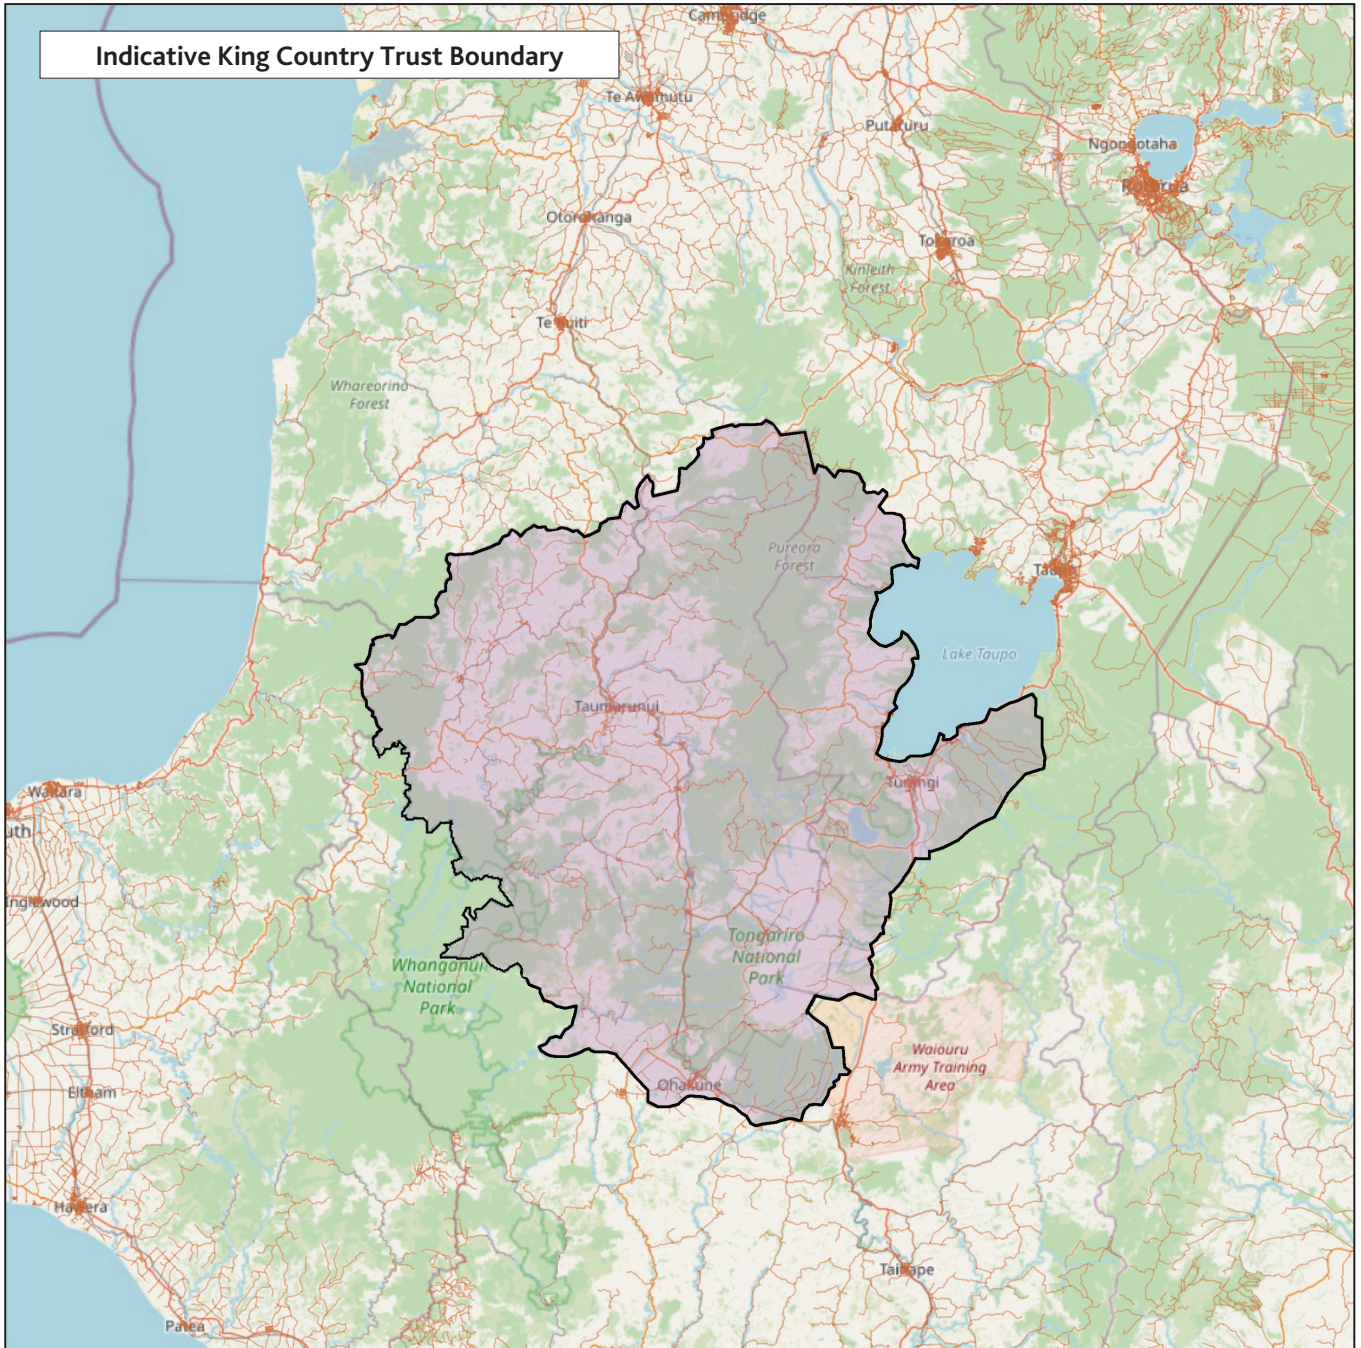 Cambridge
Indicative King Country Trust Boundary
Te Awamutu
Putaruru
Ngongotaha
Rotorua
Otorohanga
Tokoroa
Kinleith
Forest
Te Kuiti
Whareorino
Forest
Pureora
Forest
Taupo
Lake Taupo
Taumarunui
Turangi
Waitara
uth
Inglewood
Tongariro
National
Park
Whanganui
National
Park
Stratford
Waiouru
Army Training
Area
Ohakune
Eltham
Hawera
Taihape
Patea